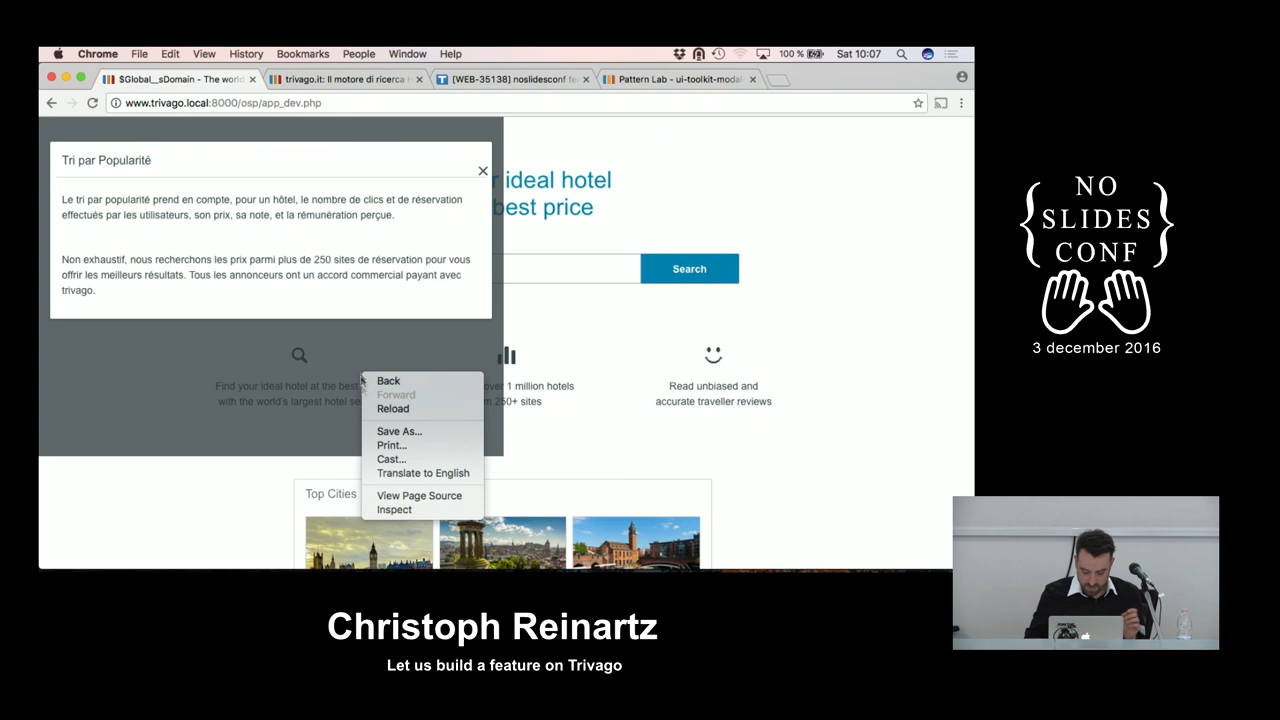 Chrome File Edit View History Bookmarks People Window Help 100 % Sat 10:07
$Global__sDomain - The world trivago.it: Il motore di ricerca [WEB-35138] noslidesconf fea Pattern Lab - ui-toolkit-modal
www.trivago.local:8000/osp/app_dev.php
Tri par Popularité
Le tri par popularité prend en compte, pour un hôtel, le nombre de clics et de réservation
effectués par les utilisateurs, son prix, sa note, et la rémunération perçue.
Non exhaustif, nous recherchons les prix parmi plus de 250 sites de réservation pour vous
offrir les meilleurs résultats. Tous les annonceurs ont un accord commercial payant avec
trivago.
r ideal hotel
best price
Search
Find your ideal hotel at the best
with the world's largest hotel se
over 1 million hotels
m 250+ sites
Read unbiased and
accurate traveller reviews
Back
Forward
Reload
Save As...
Print...
Cast...
Translate to English
View Page Source
Inspect
Top Cities
NO
SLIDES
CONF
3 december 2016
Christoph Reinartz
Let us build a feature on Trivago